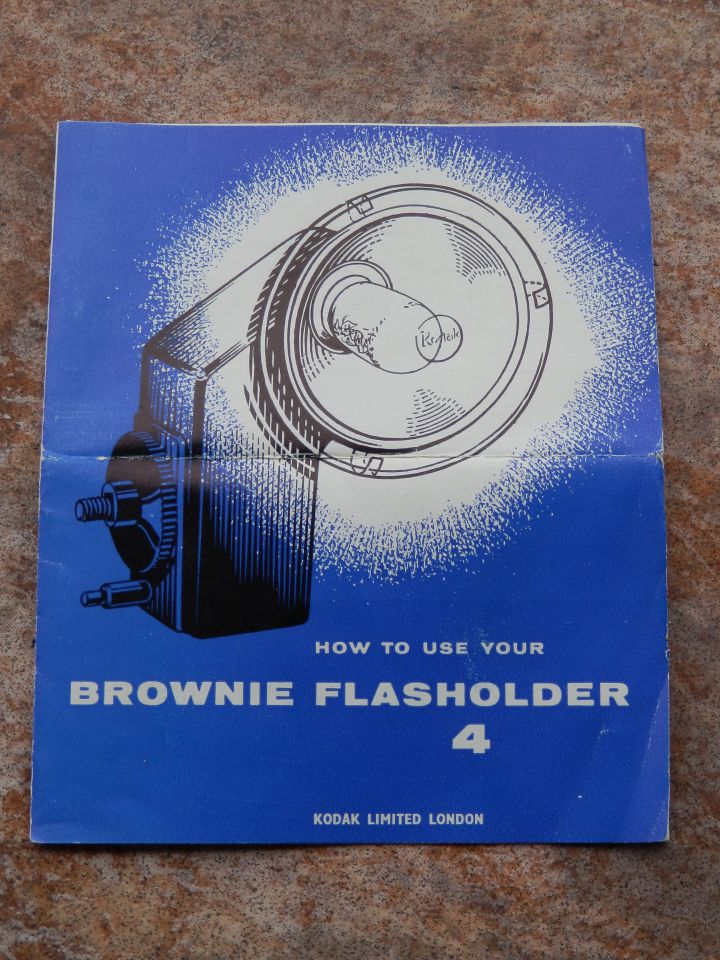 HOW TO USE YOUR
BROWNIE FLASHOLDER
4
KODAK LIMITED LONDON